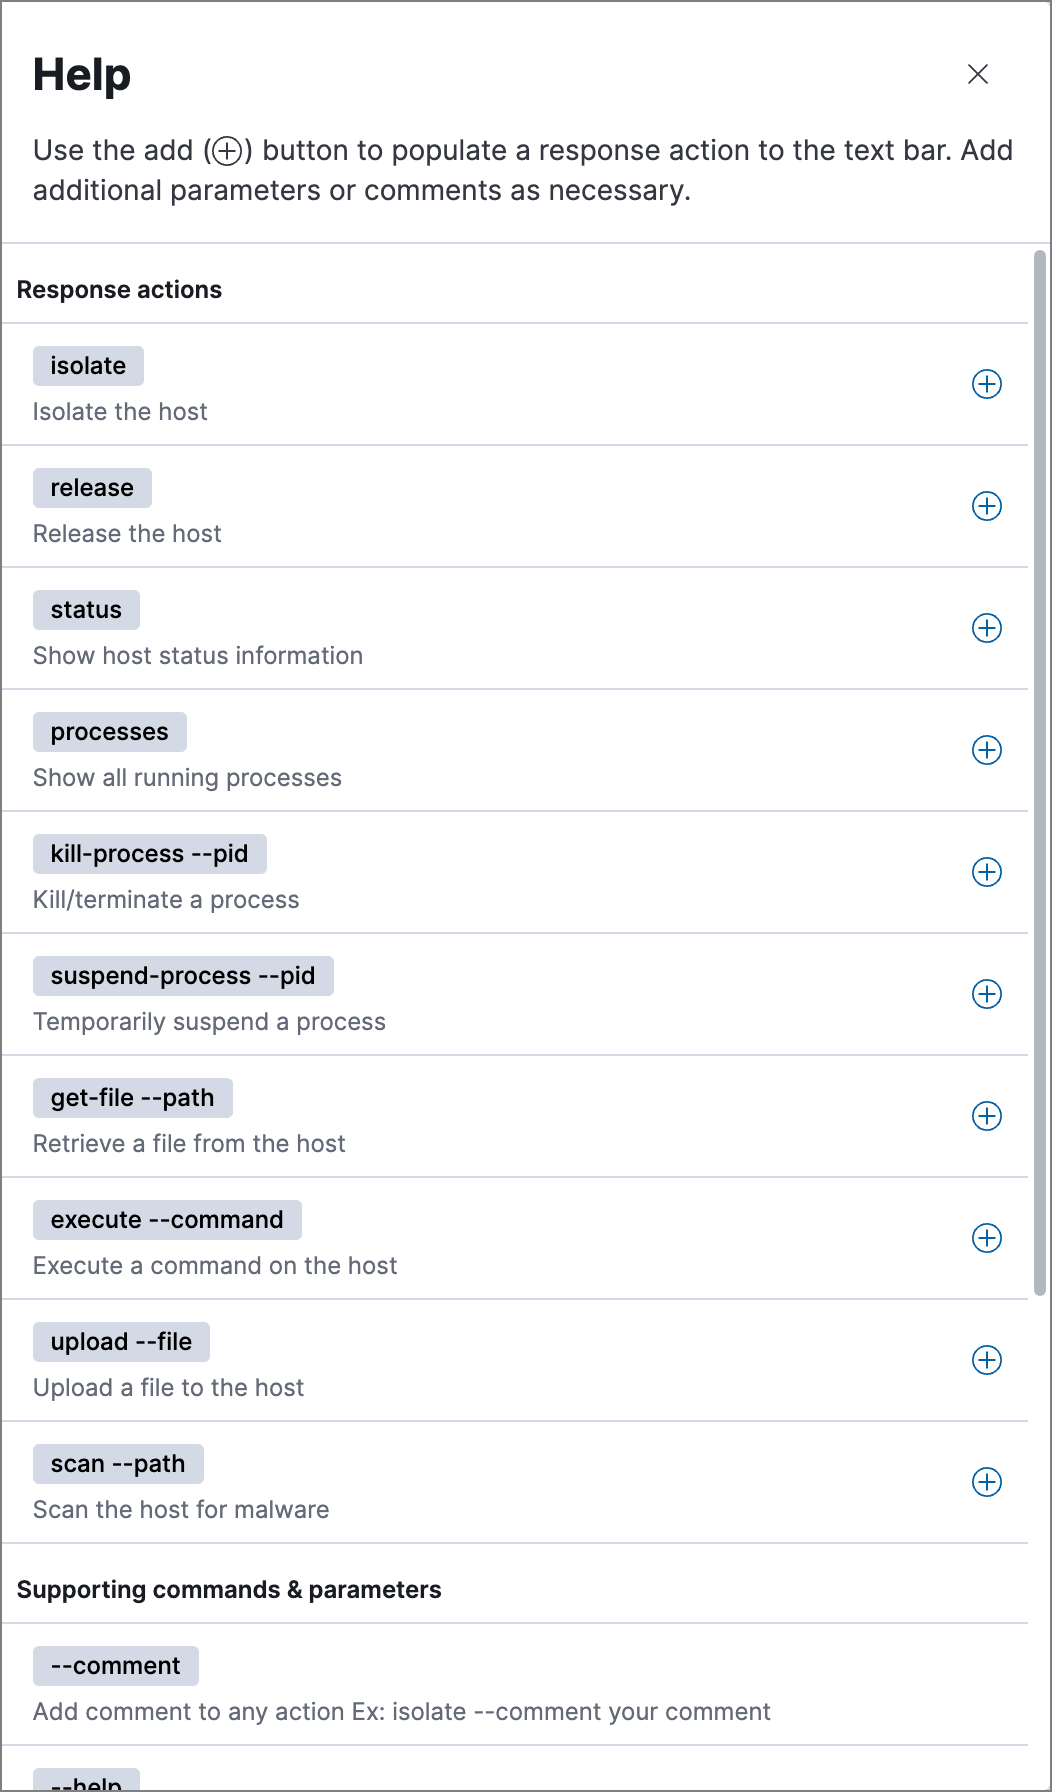 Help
Use the add (⊕) button to populate a response action to the text bar. Add
additional parameters or comments as necessary.
Response actions
isolate
Isolate the host
release
Release the host
status
Show host status information
processes
Show all running processes
kill-process --pid
Kill/terminate a process
suspend-process --pid
Temporarily suspend a process
get-file --path
Retrieve a file from the host
execute --command
Execute a command on the host
upload --file
Upload a file to the host
scan --path
Scan the host for malware
Supporting commands & parameters
--comment
Add comment to any action Ex: isolate --comment your comment
--help